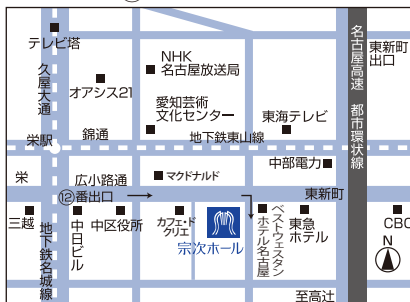 テレビ塔
久屋大通
オアシス21
NHK
名古屋放送局
名古屋高速 都市環状線
東新町
出口
愛知芸術
文化センター
東海テレビ
栄駅
錦通
地下鉄東山線
中部電力
栄
広小路通
マクドナルド
東新町
⑫番出口
三越
地下鉄名城線
中日ビル
中区役所
カフェ・ド
クリエ
宗次ホール
ベストウェスタン
ホテル名古屋
東急
ホテル
CBC
N
至高辻